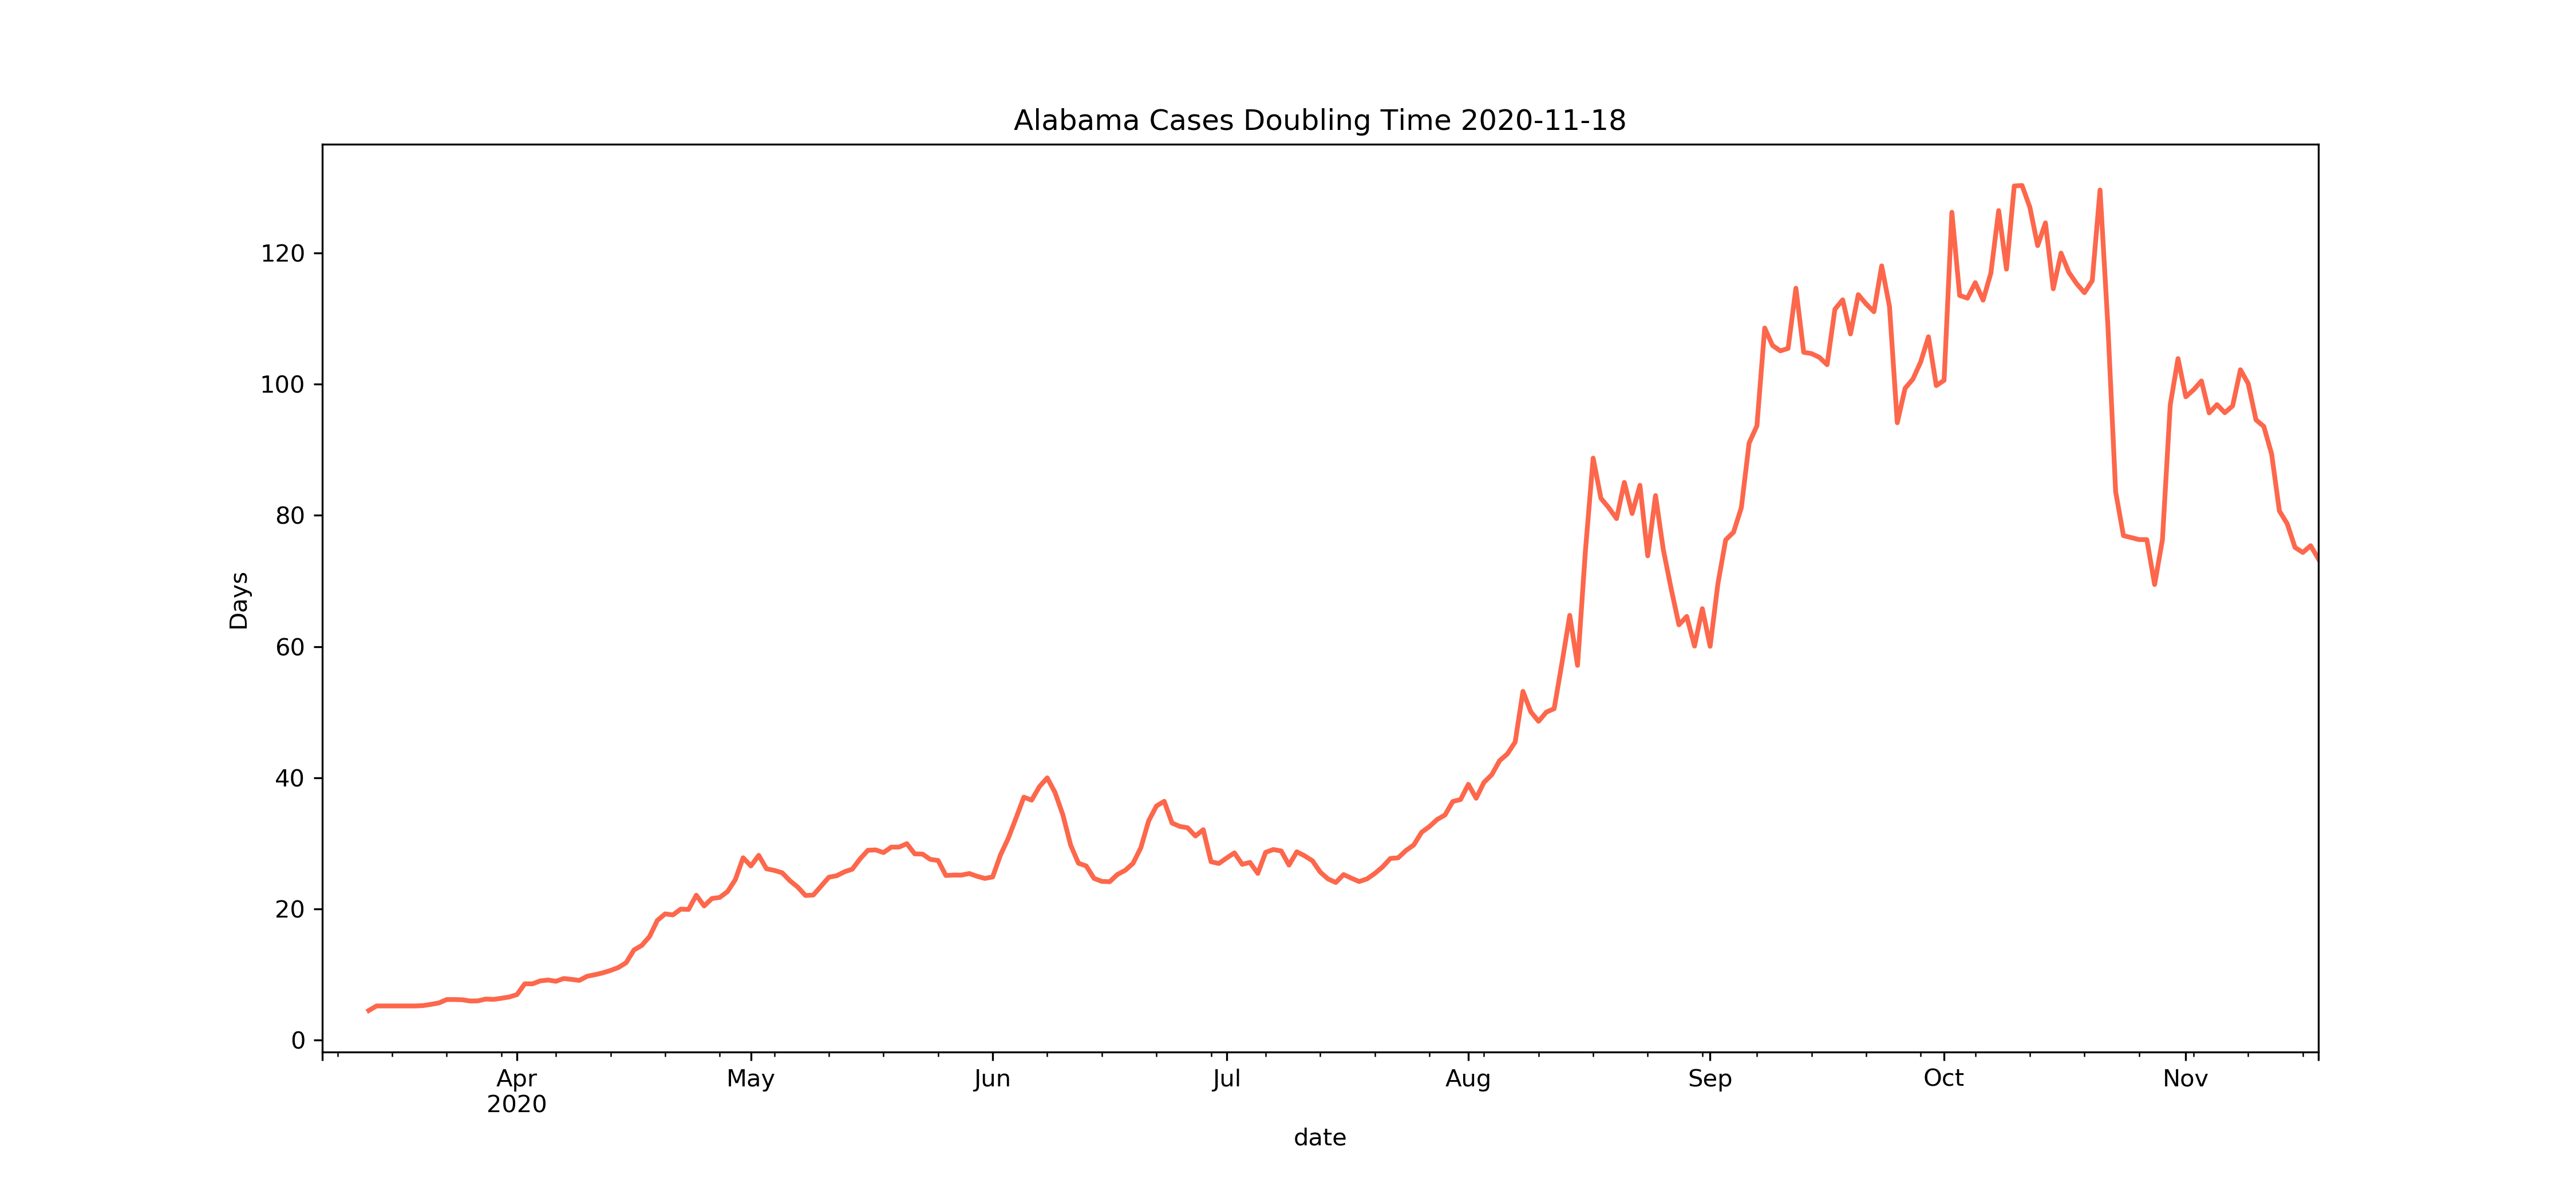 Alabama Cases Doubling Time 2020-11-18
120
100
80
60
40
20
0
Days
Apr May Jun Jul Aug Sep Oct Nov
2020
date